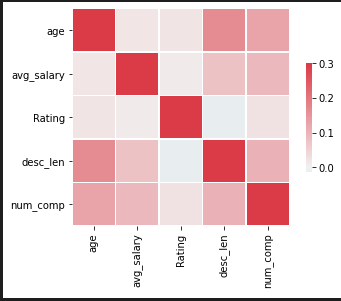 age
avg_salary
Rating
desc_len
num_comp
0.3
0.2
0.1
0.0
age
avg_salary
Rating
desc_len
num_comp